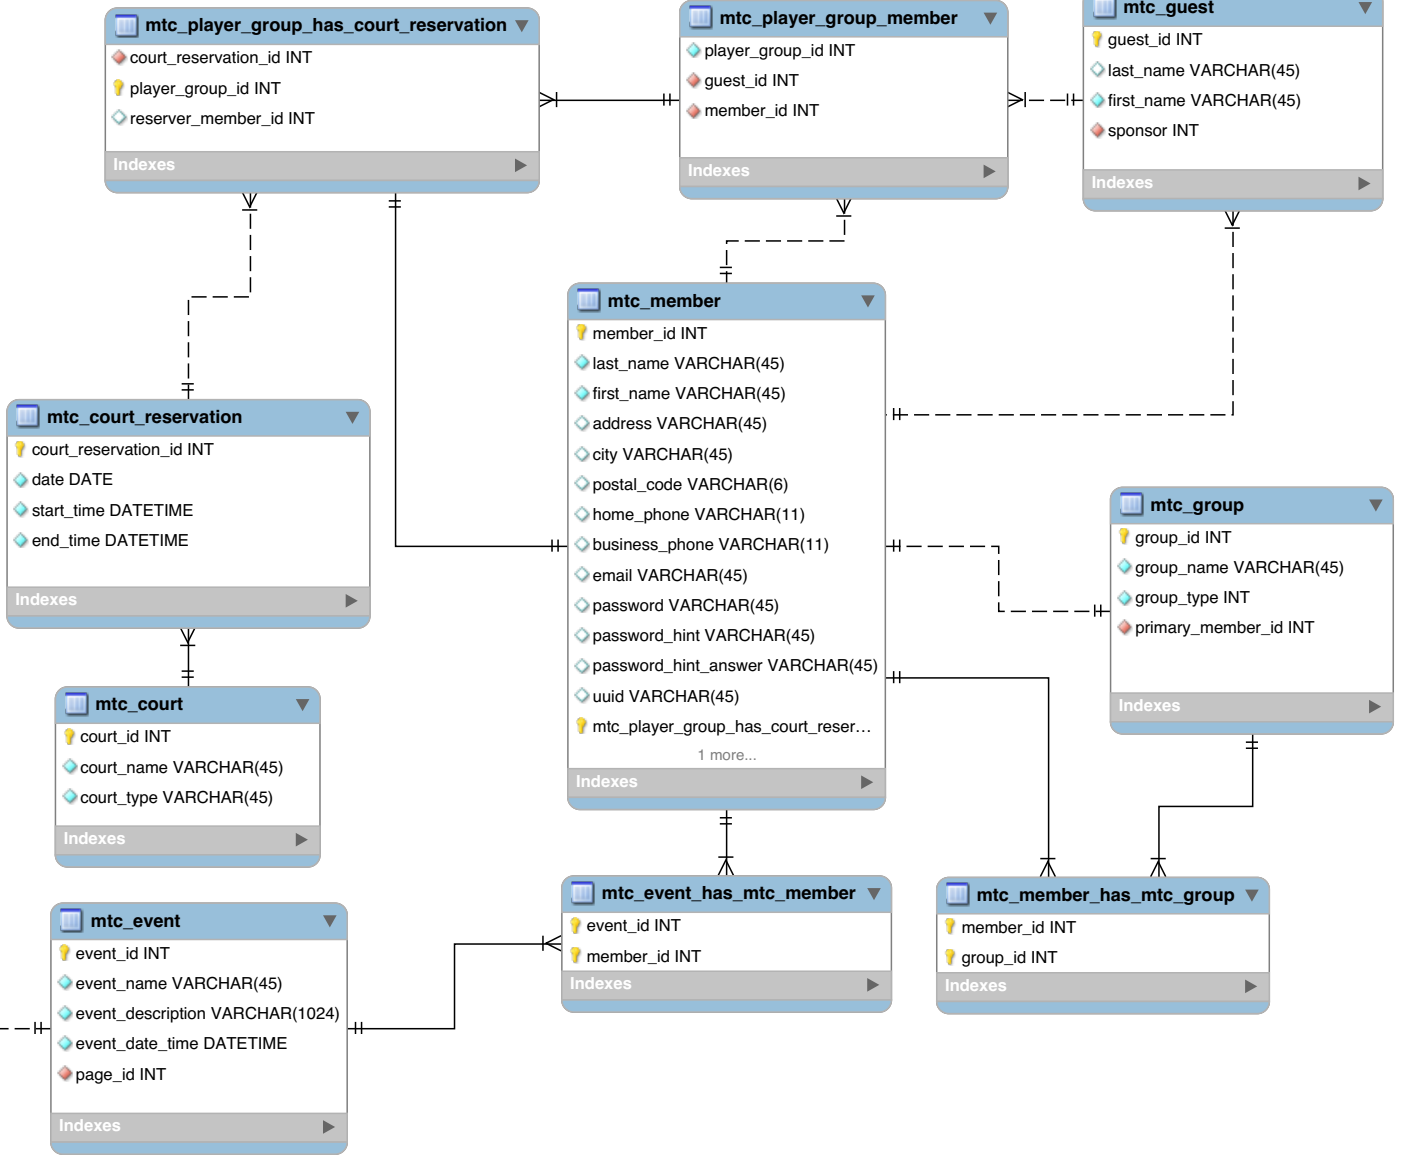 mtc_player_group_has_court_reservation
court_reservation_id INT
player_group_id INT
reserver_member_id INT
Indexes
mtc_player_group_member
player_group_id INT
guest_id INT
member_id INT
Indexes
mtc_guest
guest_id INT
last_name VARCHAR(45)
first_name VARCHAR(45)
sponsor INT
Indexes
mtc_member
member_id INT
last_name VARCHAR(45)
first_name VARCHAR(45)
address VARCHAR(45)
city VARCHAR(45)
postal_code VARCHAR(6)
home_phone VARCHAR(11)
business_phone VARCHAR(11)
email VARCHAR(45)
password VARCHAR(45)
password_hint VARCHAR(45)
password_hint_answer VARCHAR(45)
uuid VARCHAR(45)
mtc_player_group_has_court_reser...
1 more...
Indexes
mtc_court_reservation
court_reservation_id INT
date DATE
start_time DATETIME
end_time DATETIME
Indexes
mtc_group
group_id INT
group_name VARCHAR(45)
group_type INT
primary_member_id INT
Indexes
mtc_court
court_id INT
court_name VARCHAR(45)
court_type VARCHAR(45)
Indexes
mtc_event
event_id INT
event_name VARCHAR(45)
event_description VARCHAR(1024)
event_date_time DATETIME
page_id INT
Indexes
mtc_event_has_mtc_member
event_id INT
member_id INT
Indexes
mtc_member_has_mtc_group
member_id INT
group_id INT
Indexes